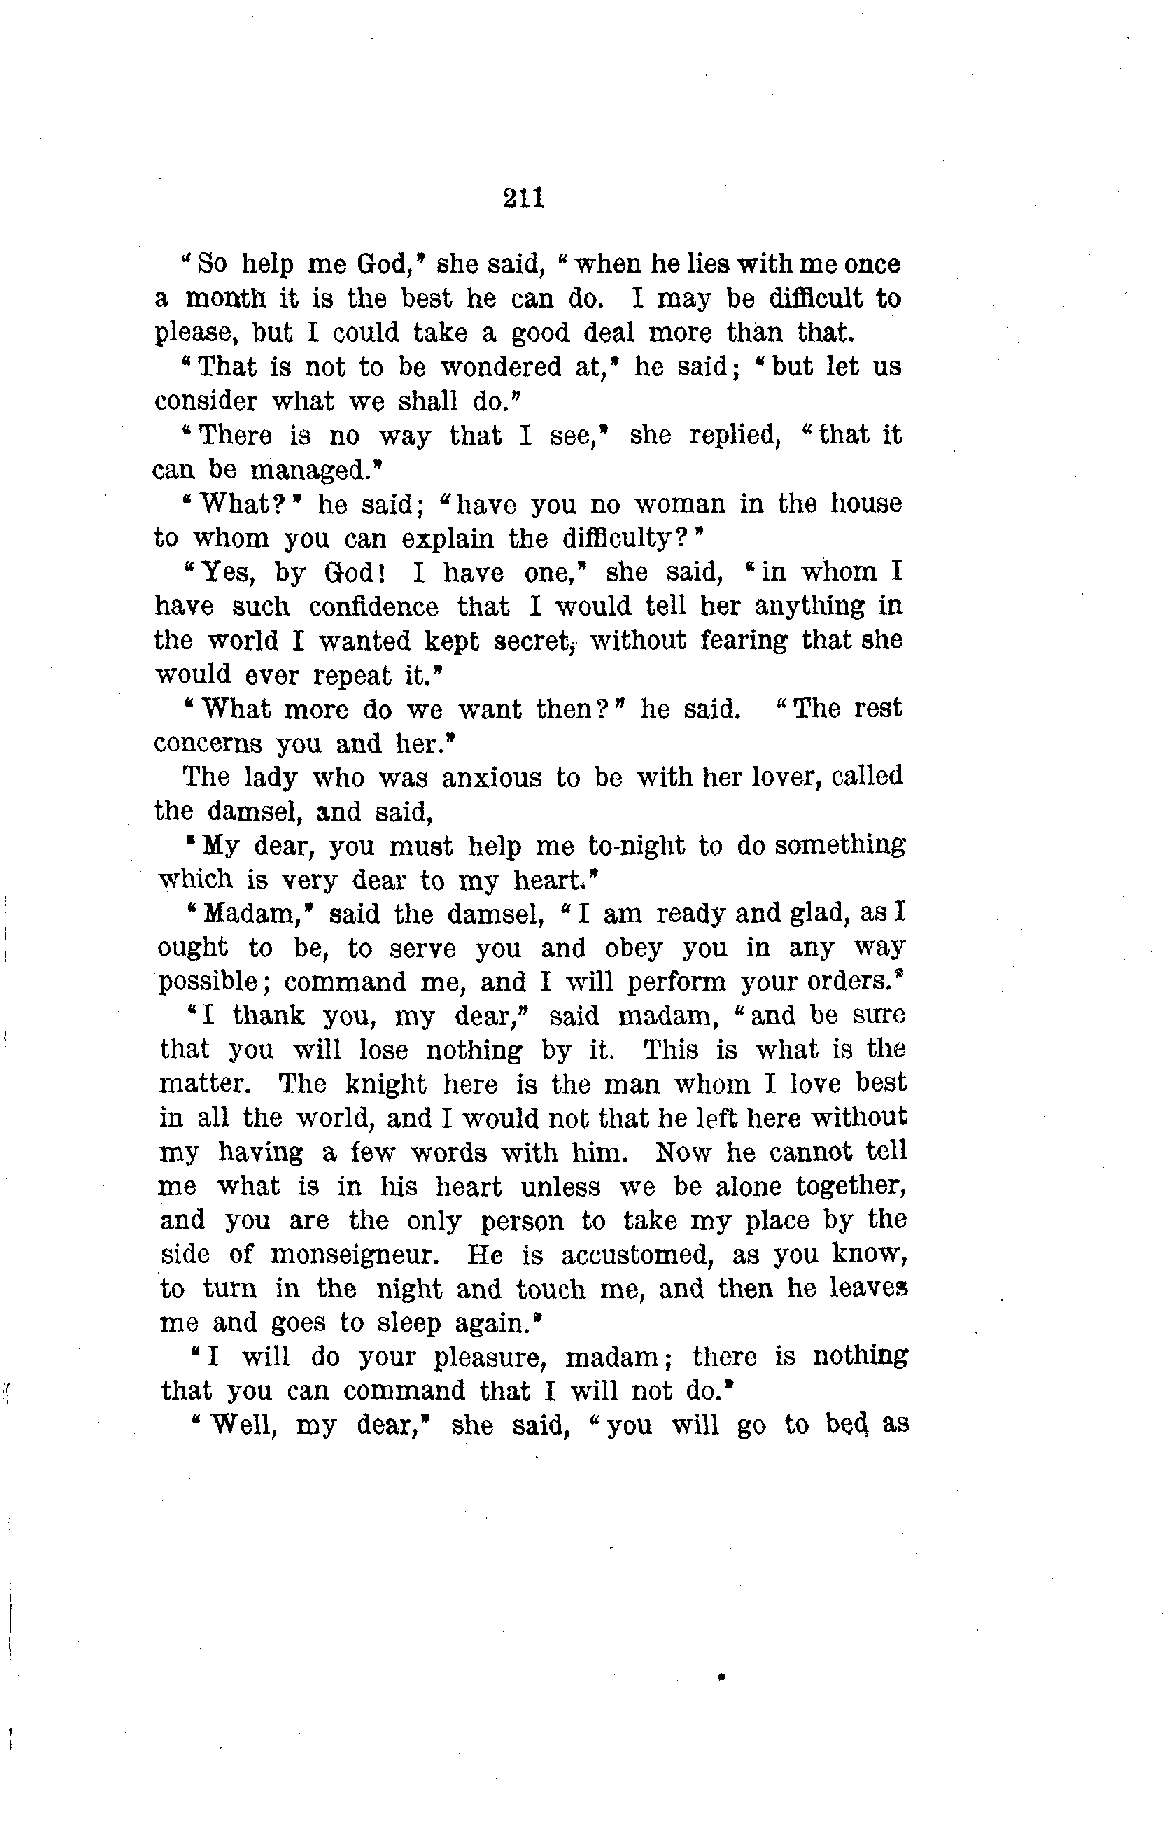 211
“So help me God,” she said, “when he lies with me once
a month it is the best he can do. I may be difficult to
please, but I could take a good deal more than that.
“That is not to be wondered at,” he said; “but let us
consider what we shall do.”
“There is no way that I see,” she replied, “that it
can be managed.”
“What?” he said; “have you no woman in the house
to whom you can explain the difficulty?”
“Yes, by God! I have one,” she said, “in whom I
have such confidence that I would tell her anything in
the world I wanted kept secret, without fearing that she
would ever repeat it.”
“What more do we want then?” he said. “The rest
concerns you and her.”
The lady who was anxious to be with her lover, called
the damsel, and said,
“My dear, you must help me to-night to do something
which is very dear to my heart.”
“Madam,” said the damsel, “I am ready and glad, as I
ought to be, to serve you and obey you in any way
possible; command me, and I will perform your orders.”
“I thank you, my dear,” said madam, “and be sure
that you will lose nothing by it. This is what is the
matter. The knight here is the man whom I love best
in all the world, and I would not that he left here without
my having a few words with him. Now he cannot tell
me what is in his heart unless we be alone together,
and you are the only person to take my place by the
side of monseigneur. He is accustomed, as you know,
to turn in the night and touch me, and then he leaves
me and goes to sleep again.”
“I will do your pleasure, madam; there is nothing
that you can command that I will not do.”
“Well, my dear,” she said, “you will go to bed as